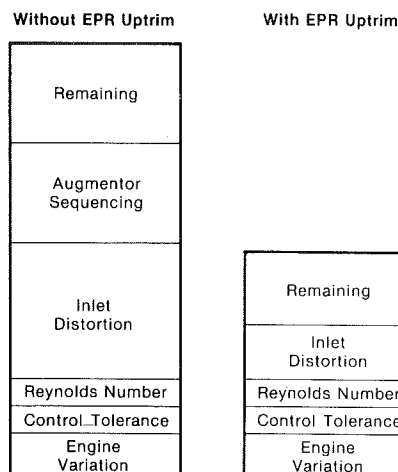 Without EPR Uptrim
Remaining
Augmentor
Sequencing
Inlet
Distortion
Reynolds Number
Control Tolerance
Engine
Variation
With EPR Uptrim
Remaining
Inlet
Distortion
Reynolds Number
Control Tolerance
Engine
Variation